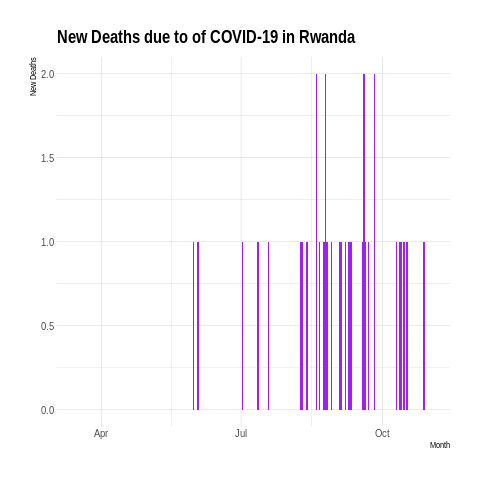 New Deaths due to of COVID-19 in Rwanda
New Deaths
2.0
1.5
1.0
0.5
0.0
Apr
Jul
Oct
Month